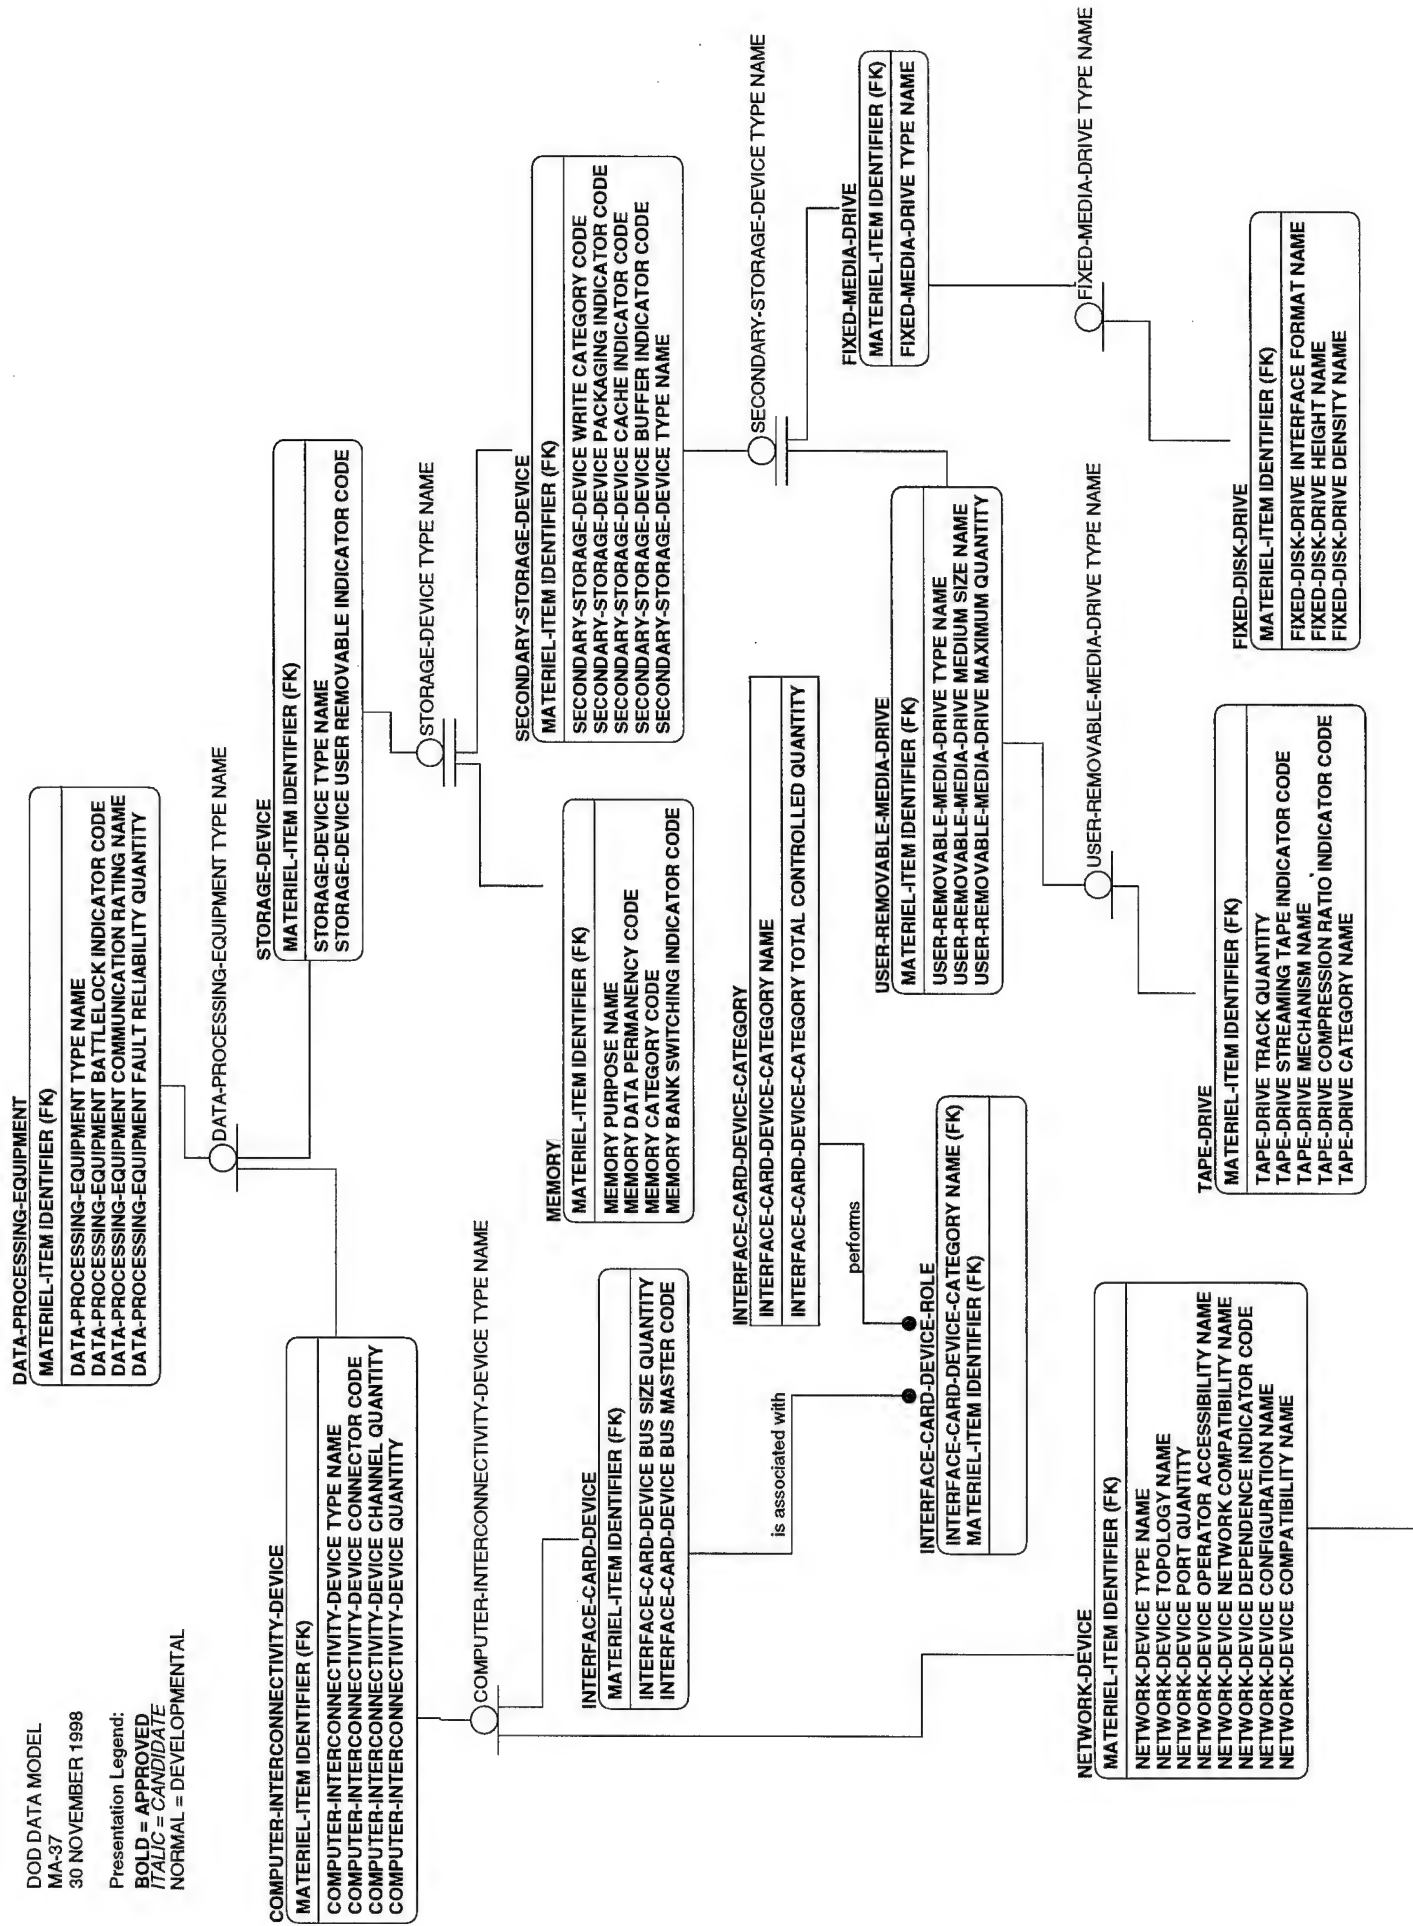 DOD DATA MODEL
MA-37
30 NOVEMBER 1998
Presentation Legend:
BOLD = APPROVED
ITALIC = CANDIDATE
NORMAL = DEVELOPMENTAL
DATA-PROCESSING-EQUIPMENT
MATERIEL-ITEM IDENTIFIER (FK)
DATA-PROCESSING-EQUIPMENT TYPE NAME
DATA-PROCESSING-EQUIPMENT BATTLELOCK INDICATOR CODE
DATA-PROCESSING-EQUIPMENT COMMUNICATION RATING NAME
DATA-PROCESSING-EQUIPMENT FAULT RELIABILITY QUANTITY
DATA-PROCESSING-EQUIPMENT TYPE NAME
COMPUTER-INTERCONNECTIVITY-DEVICE
MATERIEL-ITEM IDENTIFIER (FK)
COMPUTER-INTERCONNECTIVITY-DEVICE TYPE NAME
COMPUTER-INTERCONNECTIVITY-DEVICE CONNECTOR CODE
COMPUTER-INTERCONNECTIVITY-DEVICE CHANNEL QUANTITY
COMPUTER-INTERCONNECTIVITY-DEVICE QUANTITY
STORAGE-DEVICE
MATERIEL-ITEM IDENTIFIER (FK)
STORAGE-DEVICE TYPE NAME
STORAGE-DEVICE USER REMOVABLE INDICATOR CODE
STORAGE-DEVICE TYPE NAME
COMPUTER-INTERCONNECTIVITY-DEVICE TYPE NAME
MEMORY
MATERIEL-ITEM IDENTIFIER (FK)
MEMORY PURPOSE NAME
MEMORY DATA PERMANENCY CODE
MEMORY CATEGORY CODE
MEMORY BANK SWITCHING INDICATOR CODE
SECONDARY-STORAGE-DEVICE
MATERIEL-ITEM IDENTIFIER (FK)
SECONDARY-STORAGE-DEVICE WRITE CATEGORY CODE
SECONDARY-STORAGE-DEVICE PACKAGING INDICATOR CODE
SECONDARY-STORAGE-DEVICE CACHE INDICATOR CODE
SECONDARY-STORAGE-DEVICE BUFFER INDICATOR CODE
SECONDARY-STORAGE-DEVICE TYPE NAME
INTERFACE-CARD-DEVICE
MATERIEL-ITEM IDENTIFIER (FK)
INTERFACE-CARD-DEVICE BUS SIZE QUANTITY
INTERFACE-CARD-DEVICE BUS MASTER CODE
is associated with
INTERFACE-CARD-DEVICE-CATEGORY
INTERFACE-CARD-DEVICE-CATEGORY NAME
INTERFACE-CARD-DEVICE-CATEGORY TOTAL CONTROLLED QUANTITY
performs
SECONDARY-STORAGE-DEVICE TYPE NAME
FIXED-MEDIA-DRIVE
MATERIEL-ITEM IDENTIFIER (FK)
FIXED-MEDIA-DRIVE TYPE NAME
USER-REMOVABLE-MEDIA-DRIVE
MATERIEL-ITEM IDENTIFIER (FK)
USER-REMOVABLE-MEDIA-DRIVE TYPE NAME
USER-REMOVABLE-MEDIA-DRIVE MEDIUM SIZE NAME
USER-REMOVABLE-MEDIA-DRIVE MAXIMUM QUANTITY
INTERFACE-CARD-DEVICE-ROLE
INTERFACE-CARD-DEVICE-CATEGORY NAME (FK)
MATERIEL-ITEM IDENTIFIER (FK)
NETWORK-DEVICE
MATERIEL-ITEM IDENTIFIER (FK)
NETWORK-DEVICE TYPE NAME
NETWORK-DEVICE TOPOLOGY NAME
NETWORK-DEVICE PORT QUANTITY
NETWORK-DEVICE OPERATOR ACCESSIBILITY NAME
NETWORK-DEVICE NETWORK COMPATIBILITY NAME
NETWORK-DEVICE DEPENDENCE INDICATOR CODE
NETWORK-DEVICE CONFIGURATION NAME
NETWORK-DEVICE COMPATIBILITY NAME
USER-REMOVABLE-MEDIA-DRIVE TYPE NAME
FIXED-MEDIA-DRIVE TYPE NAME
TAPE-DRIVE
MATERIEL-ITEM IDENTIFIER (FK)
TAPE-DRIVE TRACK QUANTITY
TAPE-DRIVE STREAMING TAPE INDICATOR CODE
TAPE-DRIVE MECHANISM NAME
TAPE-DRIVE COMPRESSION RATIO INDICATOR CODE
TAPE-DRIVE CATEGORY NAME
FIXED-DISK-DRIVE
MATERIEL-ITEM IDENTIFIER (FK)
FIXED-DISK-DRIVE INTERFACE FORMAT NAME
FIXED-DISK-DRIVE HEIGHT NAME
FIXED-DISK-DRIVE DENSITY NAME